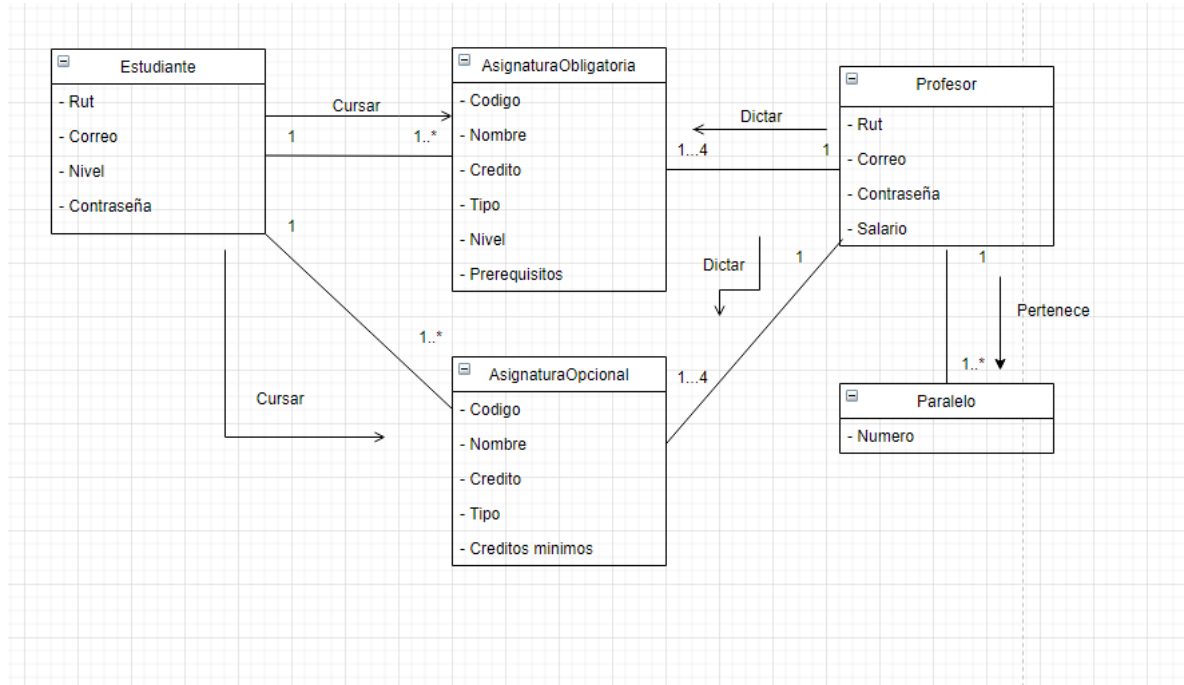 Estudiante
- Rut
- Correo
- Nivel
- Contraseña
Cursar
1
1..*
AsignaturaObligatoria
- Codigo
- Nombre
- Credito
- Tipo
- Nivel
- Prerequisitos
Dictar
1...4
1
Profesor
- Rut
- Correo
- Contraseña
- Salario
1
1..*
Cursar
Dictar
1
1...4
AsignaturaOpcional
- Codigo
- Nombre
- Credito
- Tipo
- Creditos minimos
1
Pertenece
1..*
Paralelo
- Numero